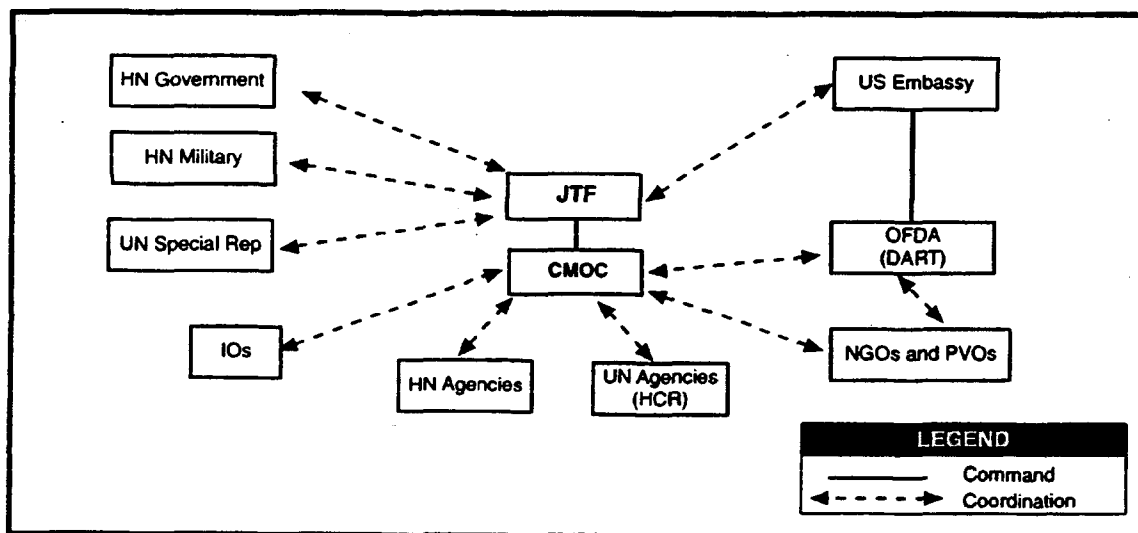 HN Government
US Embassy
HN Military
JTF
UN Special Rep
OFDA
(DART)
CMOC
IOs
NGOs and PVOs
HN Agencies
UN Agencies
(HCR)
LEGEND
Command
Coordination